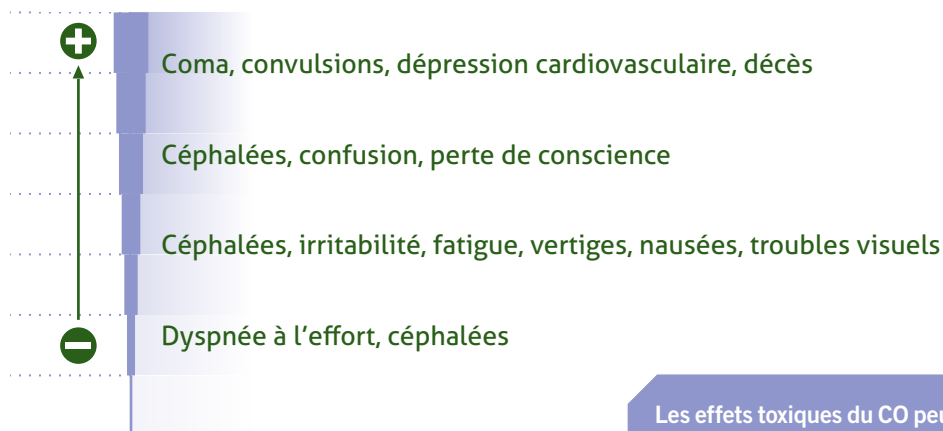 Coma, convulsions, dépression cardiovasculaire, décès
Céphalées, confusion, perte de conscience
Céphalées, irritabilité, fatigue, vertiges, nausées, troubles visuels
Dyspnée à l’effort, céphalées
Les effets toxiques du CO